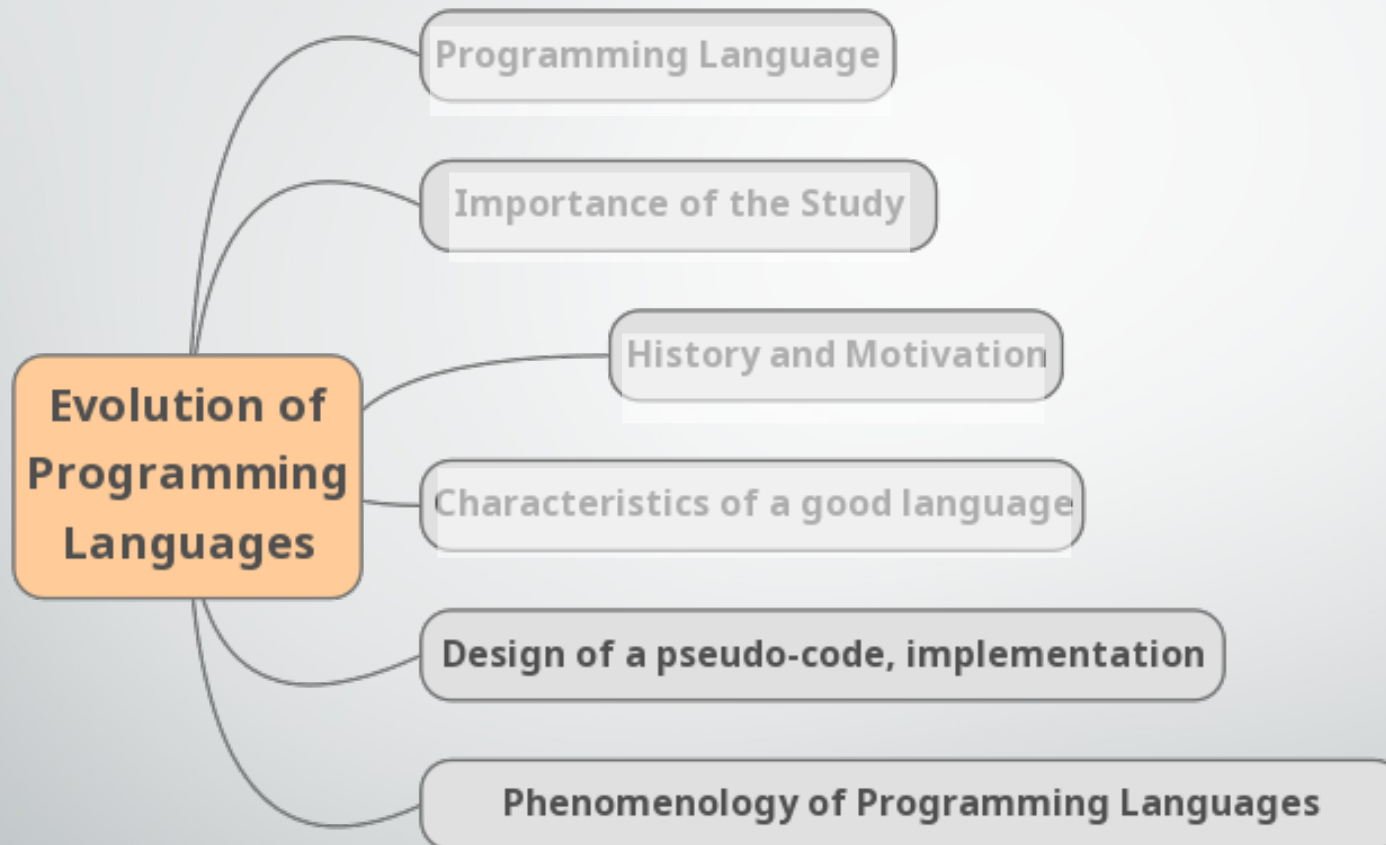 Programming Language
Importance of the Study
History and Motivation
Evolution of
Programming
Languages
Characteristics of a good language
Design of a pseudo-code, implementation
Phenomenology of Programming Languages